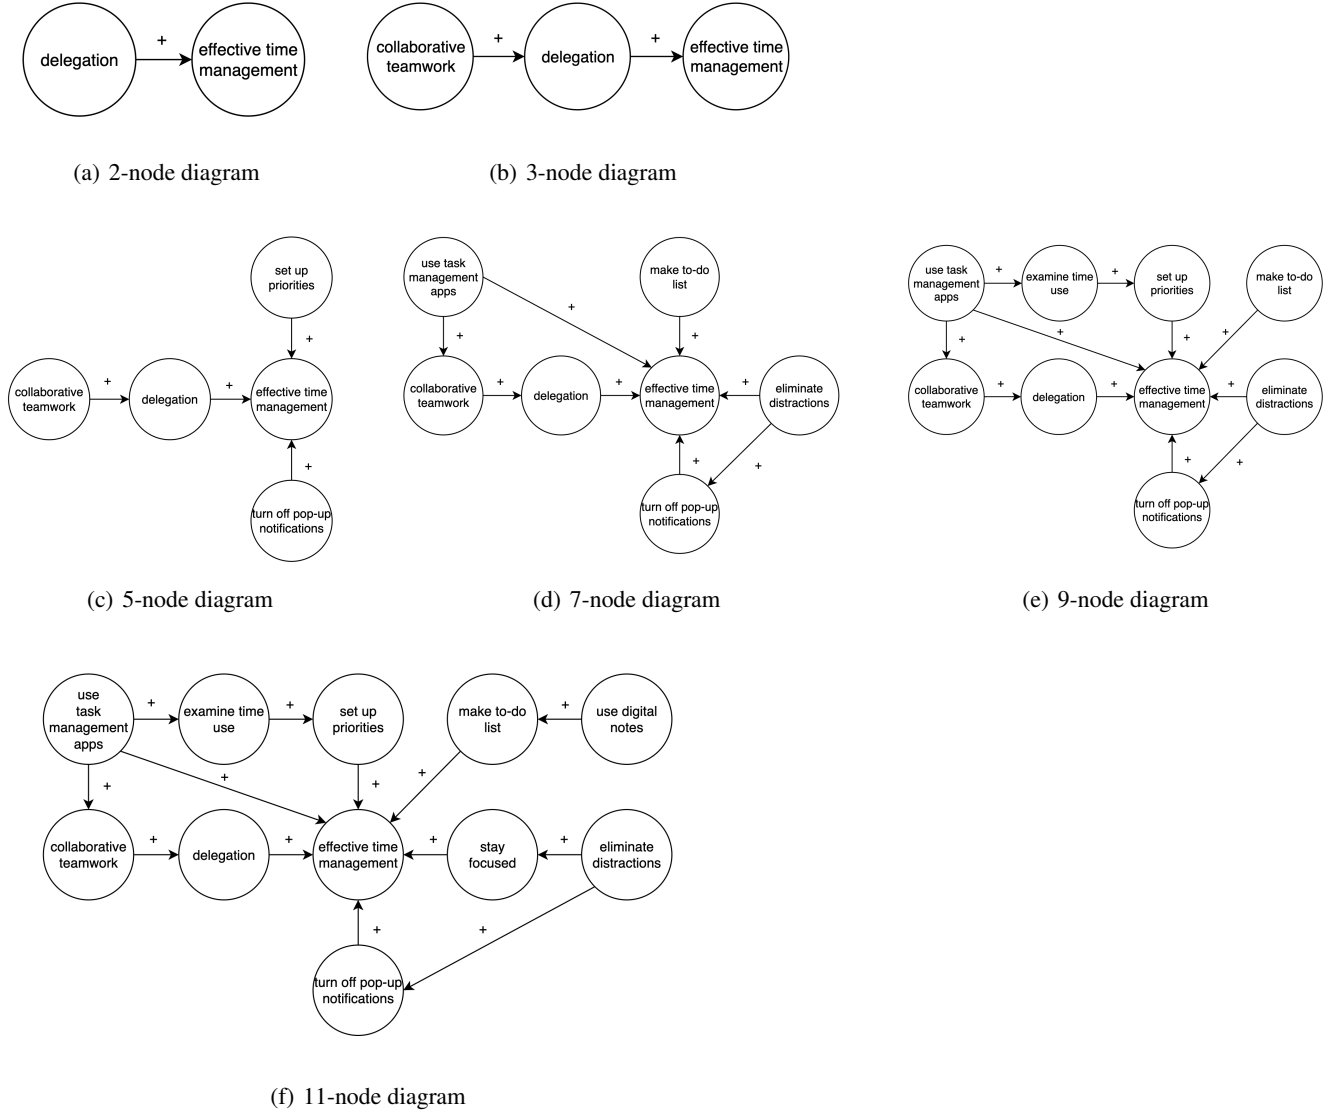 delegation
+
effective time
management
collaborative
teamwork
+
delegation
+
effective time
management
(a) 2-node diagram
(b) 3-node diagram
set up
priorities
+
collaborative
teamwork
+
delegation
+
effective time
management
+
turn off pop-up
notifications
use task
management
apps
make to-do
list
+
+
+
collaborative
teamwork
+
delegation
+
effective time
management
+
eliminate
distractions
+
+
turn off pop-up
notifications
use task
management
apps
+
examine time
use
+
set up
priorities
make to-do
list
+
+
+
+
collaborative
teamwork
+
delegation
+
effective time
management
+
eliminate
distractions
+
+
turn off pop-up
notifications
(c) 5-node diagram
(d) 7-node diagram
(e) 9-node diagram
use
task
management
apps
+
examine time
use
+
set up
priorities
make to-do
list
+
use digital
notes
+
+
+
+
collaborative
teamwork
+
delegation
+
effective time
management
+
stay
focused
+
eliminate
distractions
+
+
turn off pop-up
notifications
(f) 11-node diagram